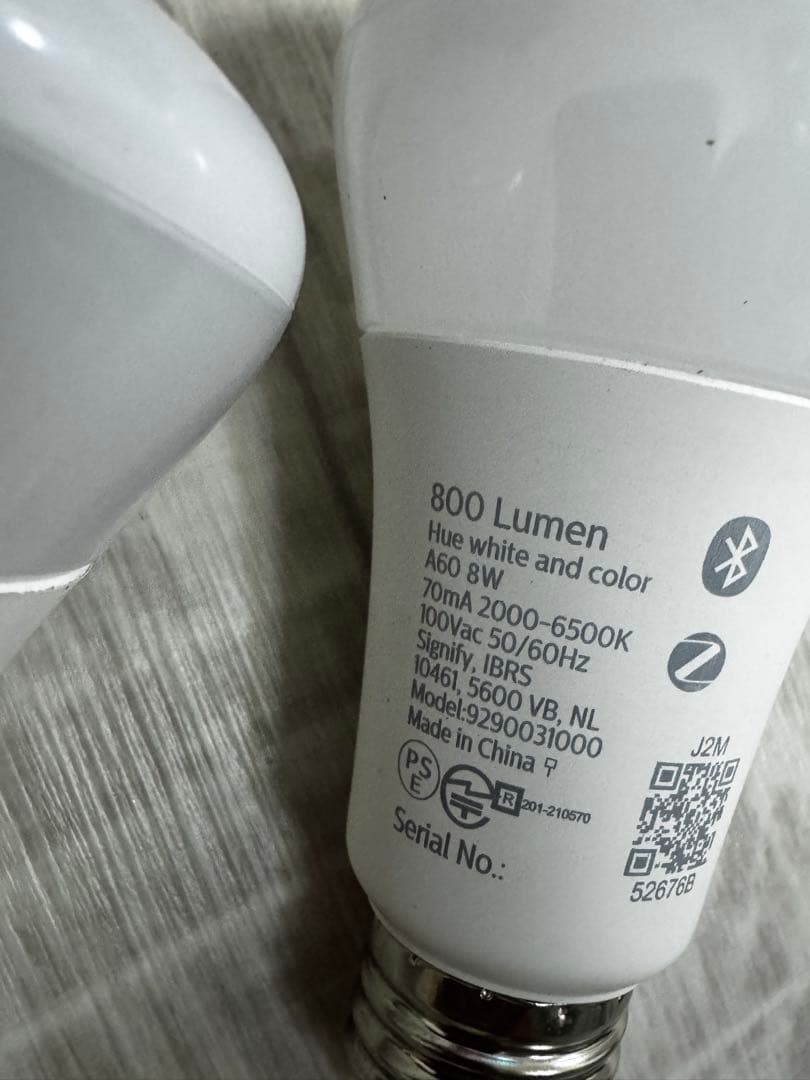 800 Lumen
Hue white and color
A60 8W
70mA 2000-6500K
100Vac 50/60Hz
Signify, IBRS
10461, 5600 VB, NL
Model:9290031000
Made in China
PS
E
R 201-210570
Serial No.:
J2M
52676B